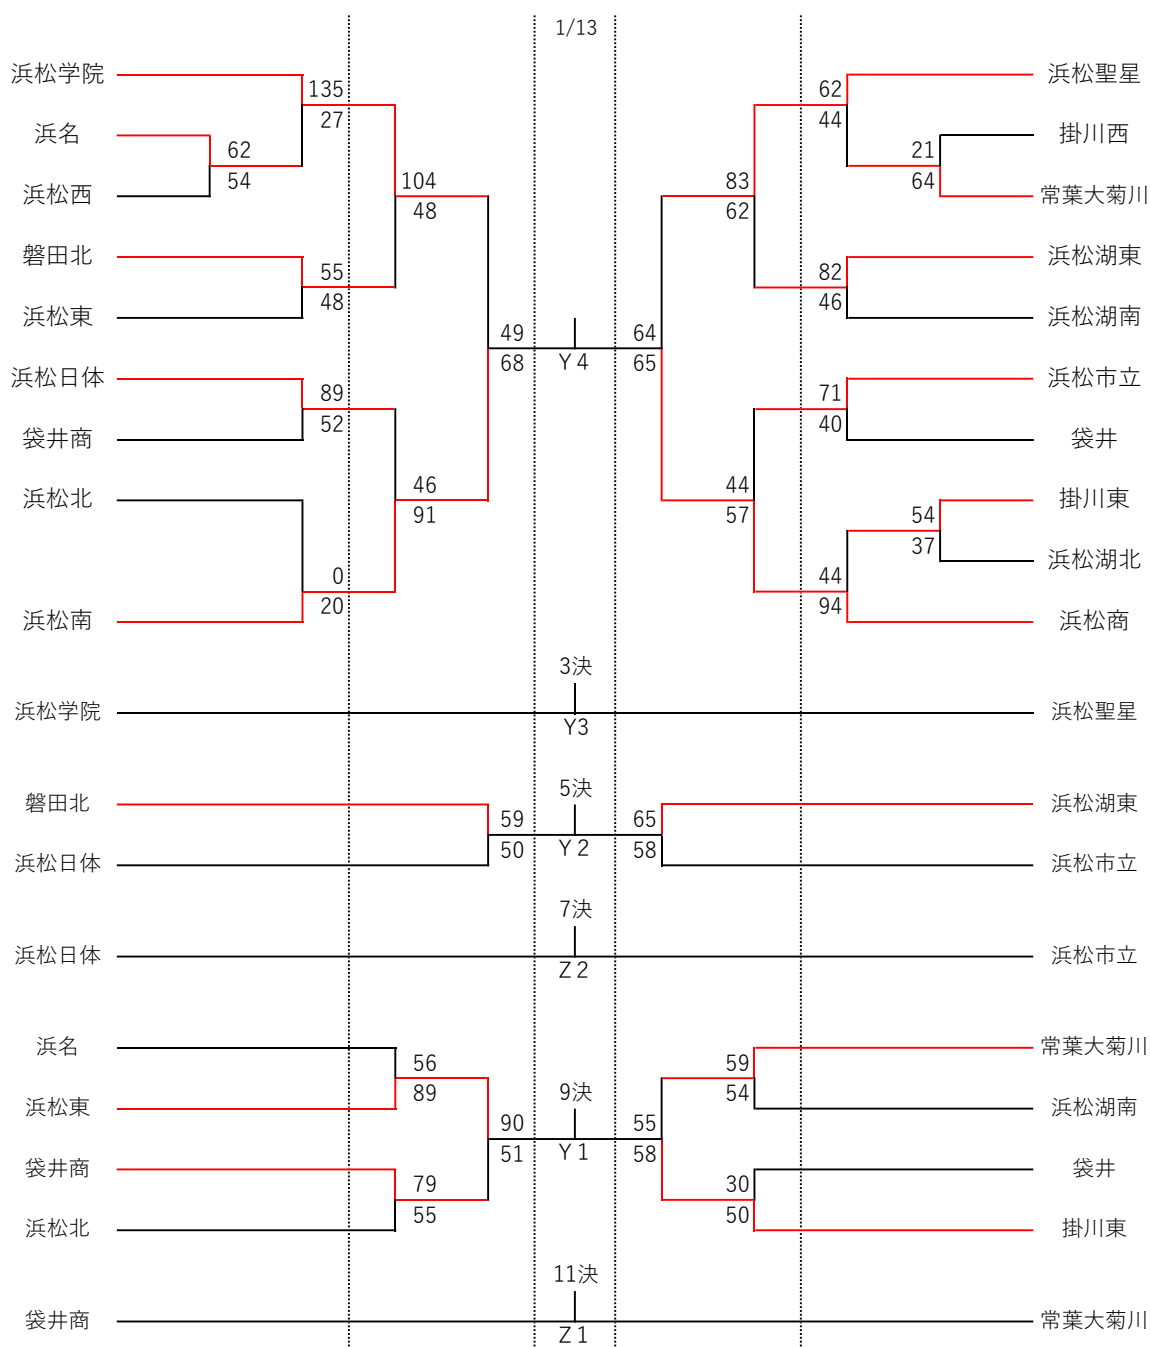 1/13
浜松学院
浜松聖星
135
62
27
44
浜名
掛川西
62
21
54
64
浜松西
常葉大菊川
104
83
48
62
磐田北
浜松湖東
55
82
48
46
浜松東
浜松湖南
49
64
68
Y4
65
浜松日体
浜松市立
89
71
52
40
袋井商
袋井
46
44
浜松北
掛川東
91
54
57
37
浜松湖北
0
44
20
94
浜松南
浜松商
3決
浜松学院
浜松聖星
Y3
5決
磐田北
浜松湖東
59
65
50
Y2
58
浜松日体
浜松市立
7決
浜松日体
浜松市立
Z2
浜名
常葉大菊川
56
59
89
9決
54
浜松東
浜松湖南
90
55
51
Y1
58
袋井商
袋井
79
30
55
50
浜松北
掛川東
11決
袋井商
常葉大菊川
Z1